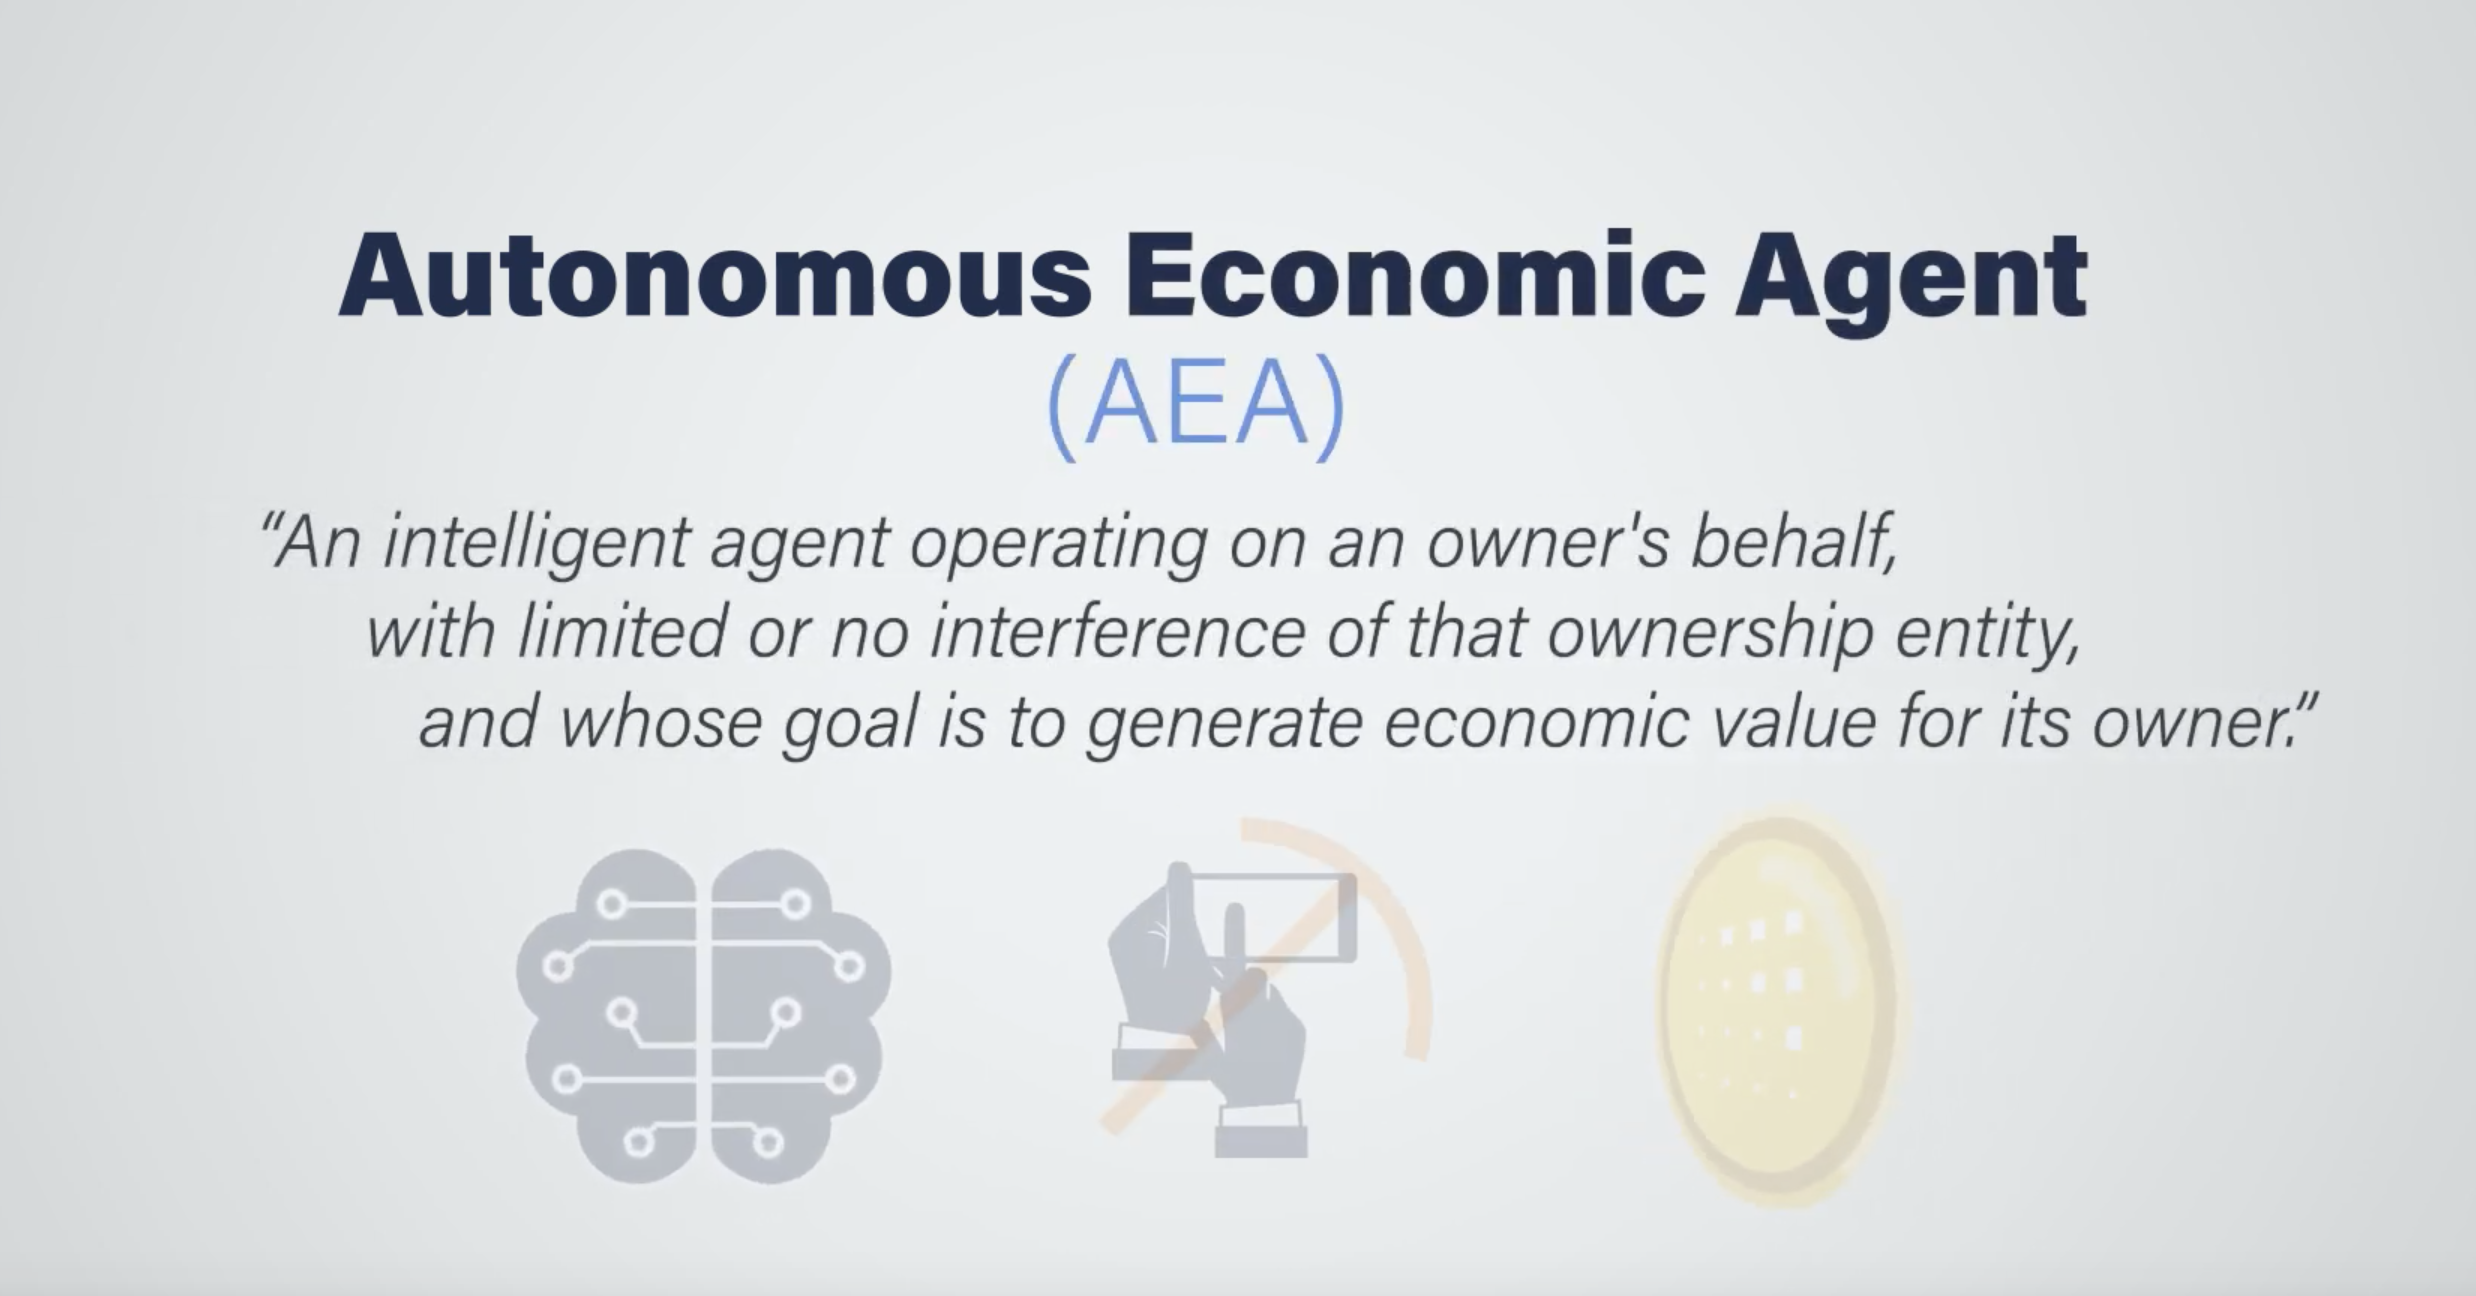 Autonomous Economic Agent
(AEA)
“An intelligent agent operating on an owner's behalf,
with limited or no interference of that ownership entity,
and whose goal is to generate economic value for its owner.”